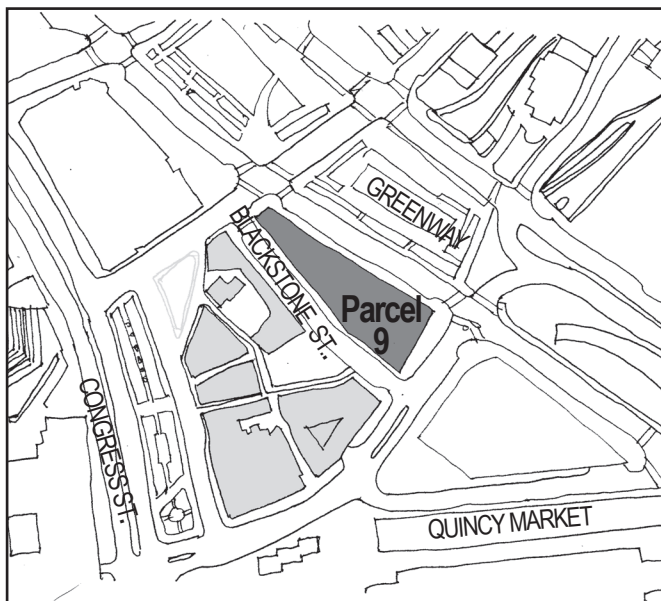 GREENWAY
BLACKSTONE ST..
Parcel
9
CONGRESS ST.
QUINCY MARKET